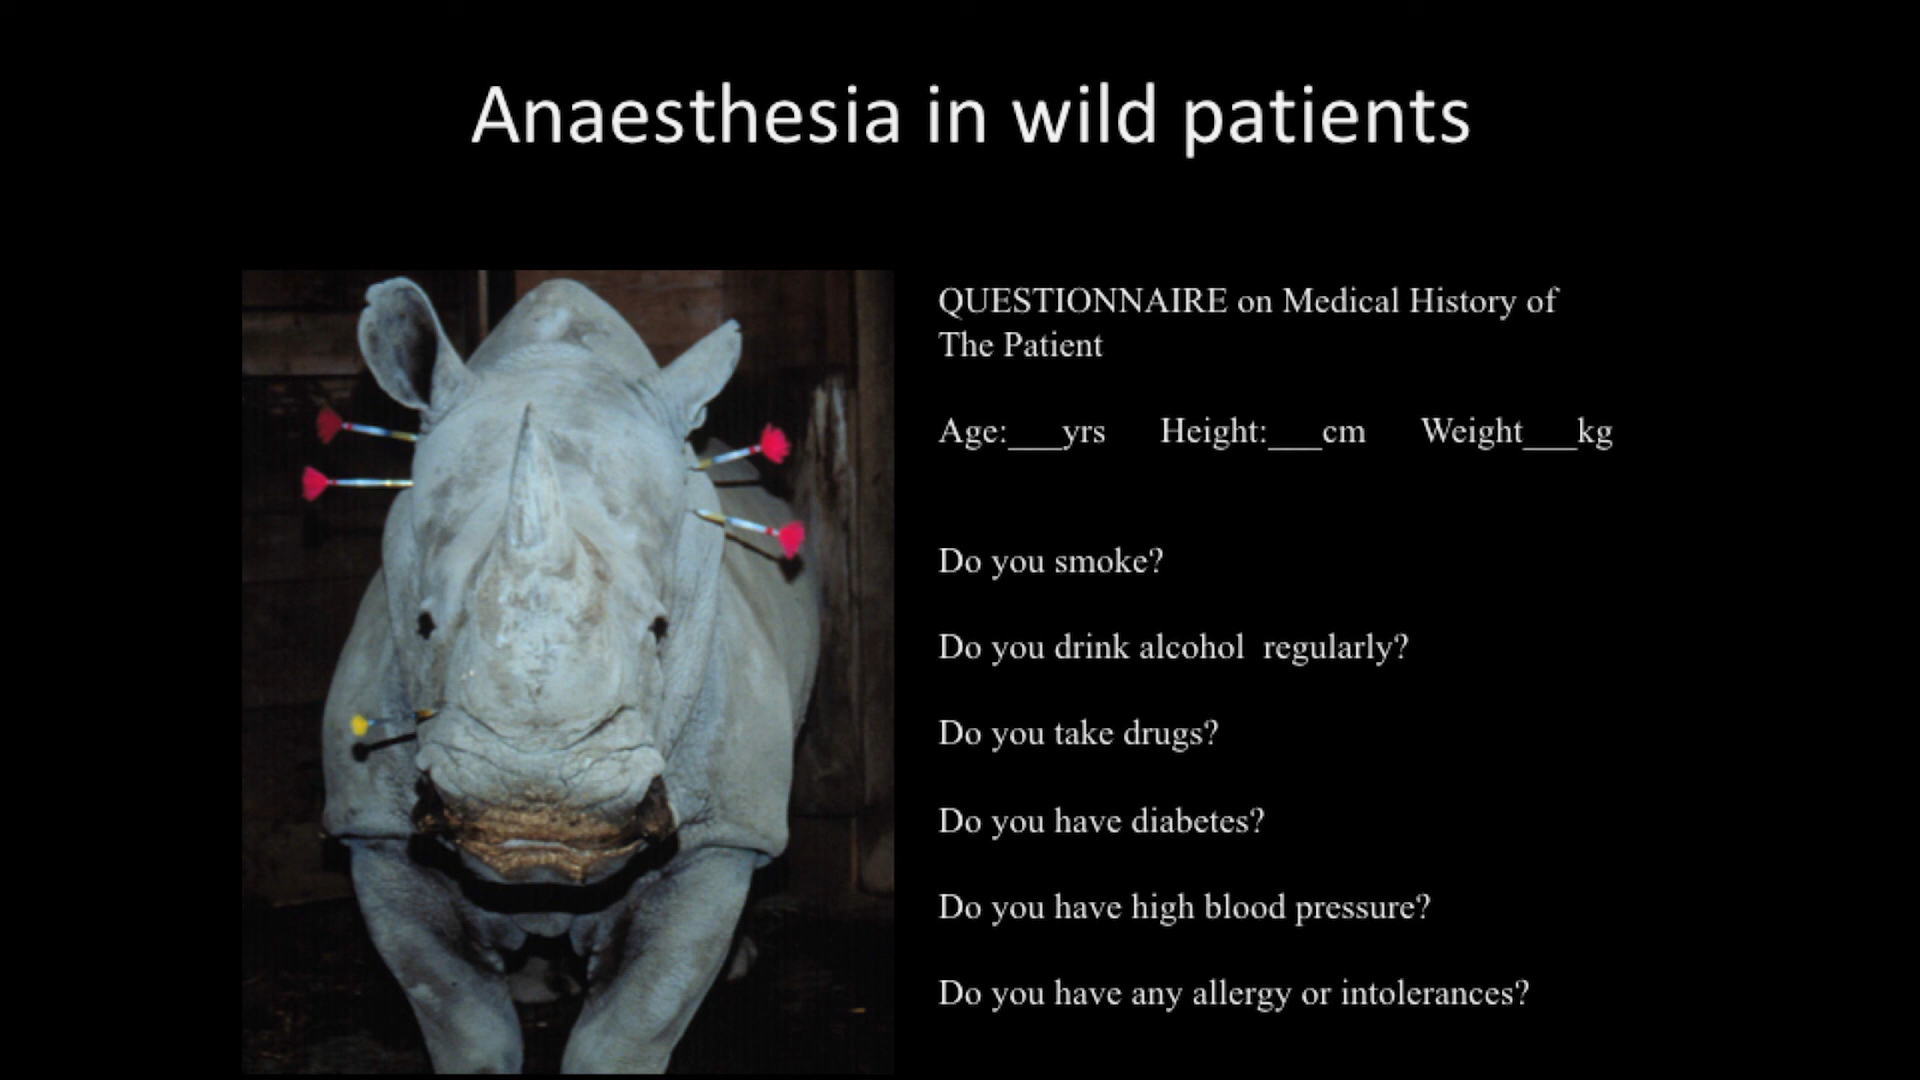 Anaesthesia in wild patients
QUESTIONNAIRE on Medical History of
The Patient
Age:___yrs Height:___cm Weight___kg
Do you smoke?
Do you drink alcohol regularly?
Do you take drugs?
Do you have diabetes?
Do you have high blood pressure?
Do you have any allergy or intolerances?